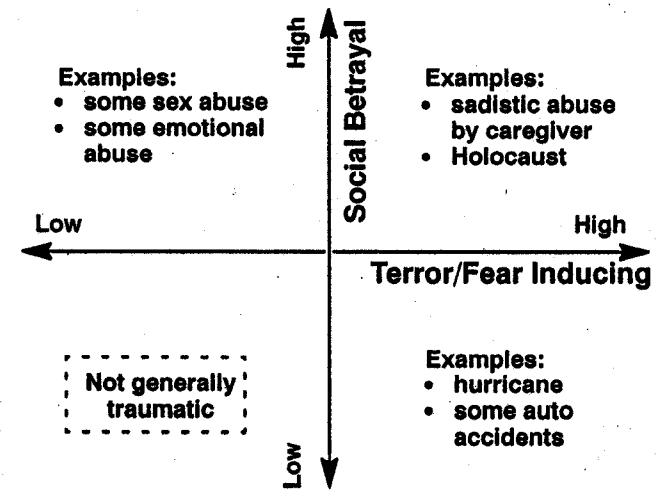 High
Social Betrayal
Examples:
• some sex abuse
• some emotional
abuse
Examples:
• sadistic abuse
by caregiver
• Holocaust
Low
High
Terror/Fear Inducing
Not generally
traumatic
Examples:
• hurricane
• some auto
accidents
Low